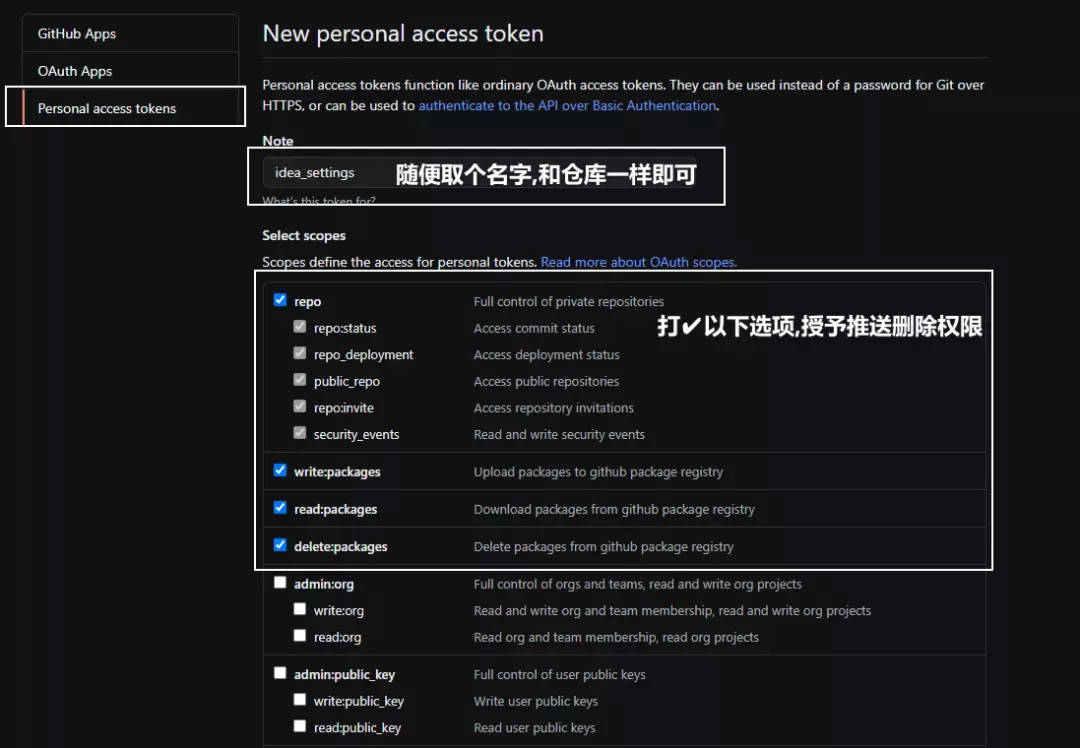 GitHub Apps
OAuth Apps
Personal access tokens
New personal access token
Personal access tokens function like ordinary OAuth access tokens. They can be used instead of a password for Git over
HTTPS, or can be used to authenticate to the API over Basic Authentication.
Note
idea_settings
随便取个名字,和仓库一样即可
What's this token for?
Select scopes
Scopes define the access for personal tokens. Read more about OAuth scopes.
打✔以下选项,授予推送删除权限
repo Full control of private repositories
repo:status Access commit status
repo_deployment Access deployment status
public_repo Access public repositories
repo:invite Access repository invitations
security_events Read and write security events
write:packages Upload packages to github package registry
read:packages Download packages from github package registry
delete:packages Delete packages from github package registry
admin:org Full control of orgs and teams, read and write org projects
write:org Read and write org and team membership, read and write org projects
read:org Read org and team membership, read org projects
admin:public_key Full control of user public keys
write:public_key Write user public keys
read:public_key Read user public keys